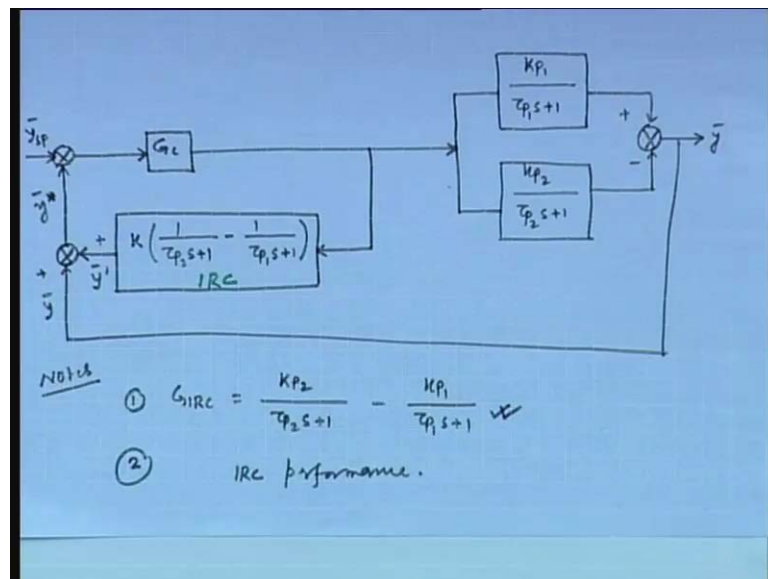 Kp₁
τp₁s+1
+
ȳsp
Gc
ȳ
-
Kp₂
τp₂s+1
ȳ*
K(1/τp₂s+1 - 1/τp₁s+1)
IRC
+
ȳ'
+
ȳ
Notes
① GIRC = Kp₂/τp₂s+1 - Kp₁/τp₁s+1
② IRC prformance.